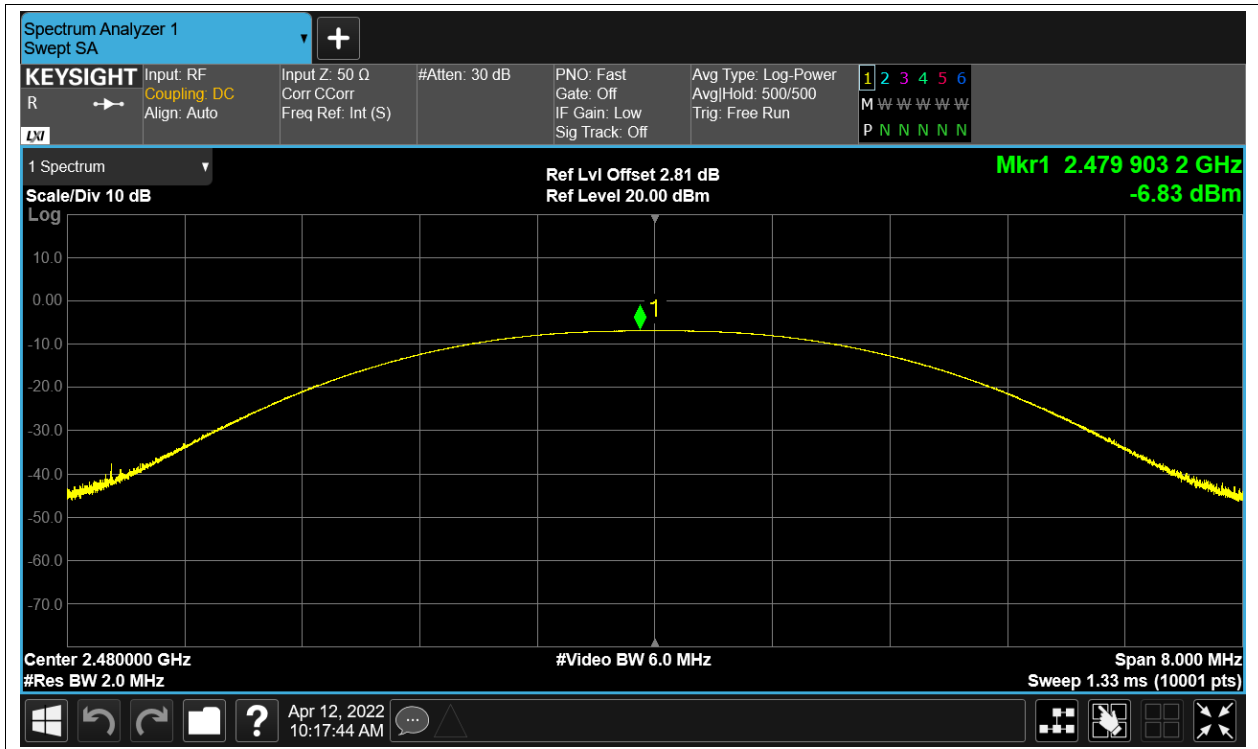 Spectrum Analyzer 1
Swept SA
+
KEYSIGHT
R
LXI
Input: RF
Coupling: DC
Align: Auto
Input Z: 50 Ω
Corr CCorr
Freq Ref: Int (S)
#Atten: 30 dB
PNO: Fast
Gate: Off
IF Gain: Low
Sig Track: Off
Avg Type: Log-Power
Avg|Hold: 500/500
Trig: Free Run
1 2 3 4 5 6
M W W W W W
P N N N N N
1 Spectrum
Scale/Div 10 dB
Log
Ref Lvl Offset 2.81 dB
Ref Level 20.00 dBm
Mkr1 2.479 903 2 GHz
-6.83 dBm
10.0
0.00
1
-10.0
-20.0
-30.0
-40.0
-50.0
-60.0
-70.0
Center 2.480000 GHz
#Res BW 2.0 MHz
#Video BW 6.0 MHz
Span 8.000 MHz
Sweep 1.33 ms (10001 pts)
?
Apr 12, 2022
10:17:44 AM